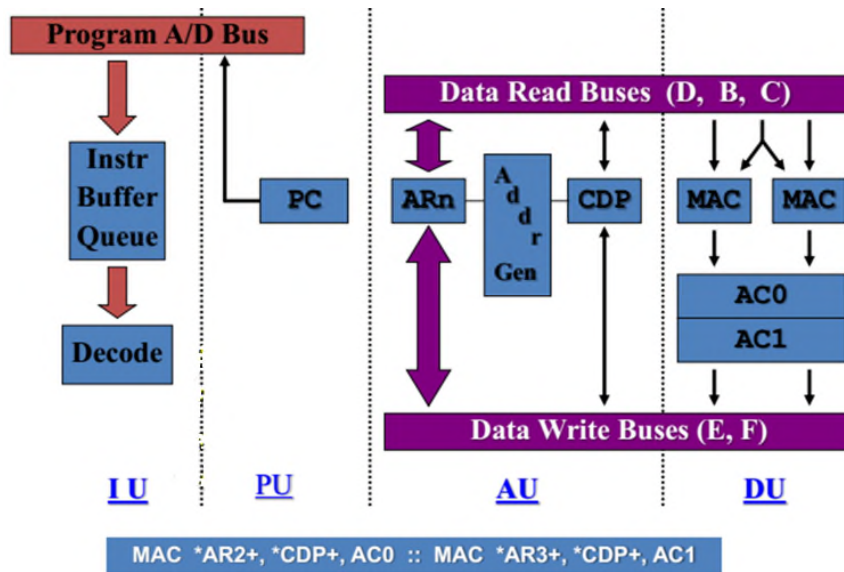 Program A/D Bus
Data Read Buses (D, B, C)
Instr
Buffer
Queue
PC
ARn
Addr
Gen
CDP
MAC
MAC
AC0
AC1
Decode
Data Write Buses (E, F)
I U
PU
AU
DU
MAC *AR2+, *CDP+, AC0 :: MAC *AR3+, *CDP+, AC1